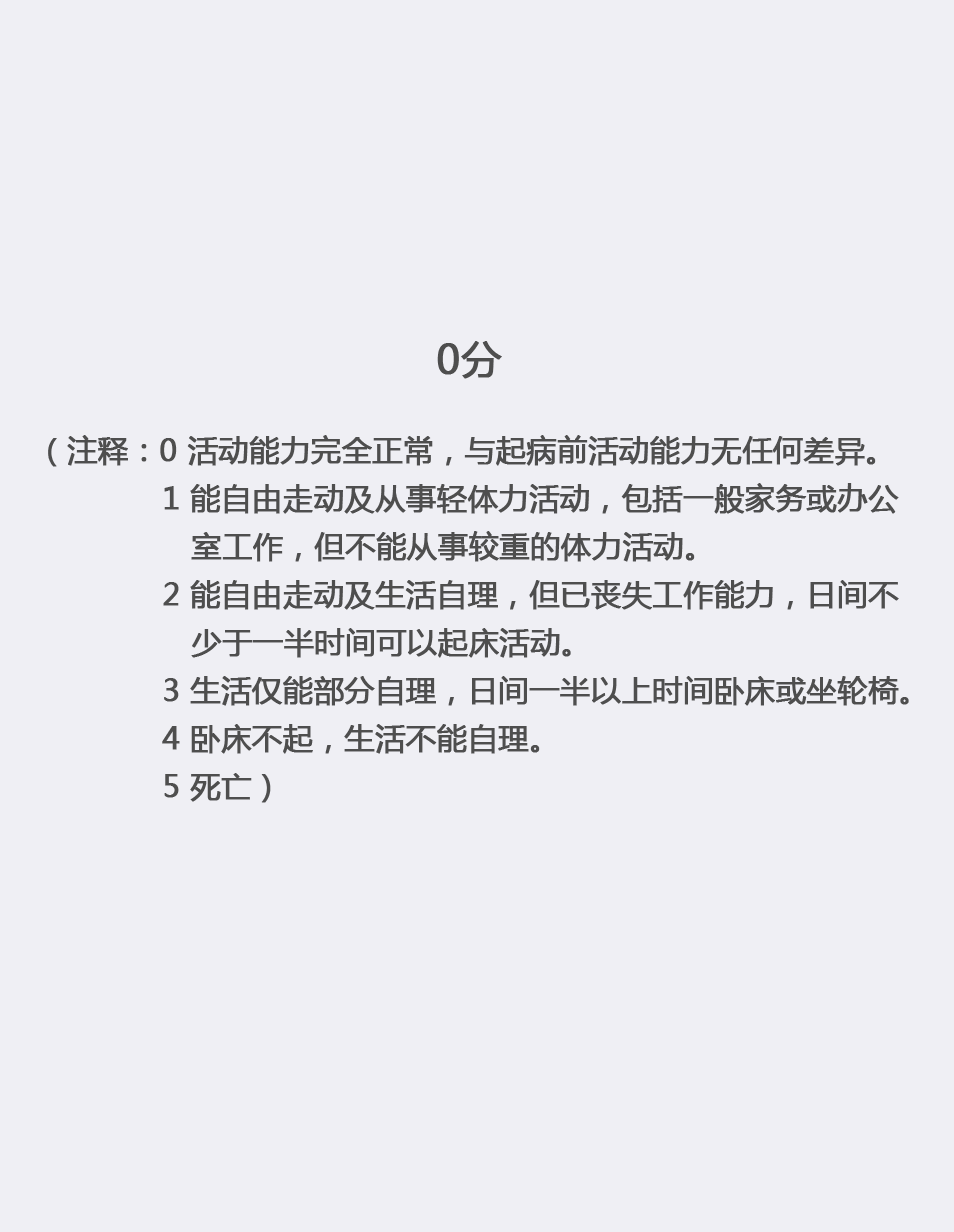 0分
（注释：0 活动能力完全正常，与起病前活动能力无任何差异。
1 能自由走动及从事轻体力活动，包括一般家务或办公
室工作，但不能从事较重的体力活动。
2 能自由走动及生活自理，但已丧失工作能力，日间不
少于一半时间可以起床活动。
3 生活仅能部分自理，日间一半以上时间卧床或坐轮椅。
4 卧床不起，生活不能自理。
5 死亡）